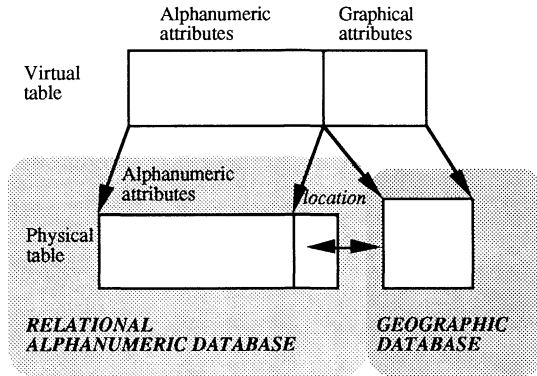 Alphanumeric
attributes
Graphical
attributes
Virtual
table
Alphanumeric
attributes
location
Physical
table
RELATIONAL
ALPHANUMERIC DATABASE
GEOGRAPHIC
DATABASE